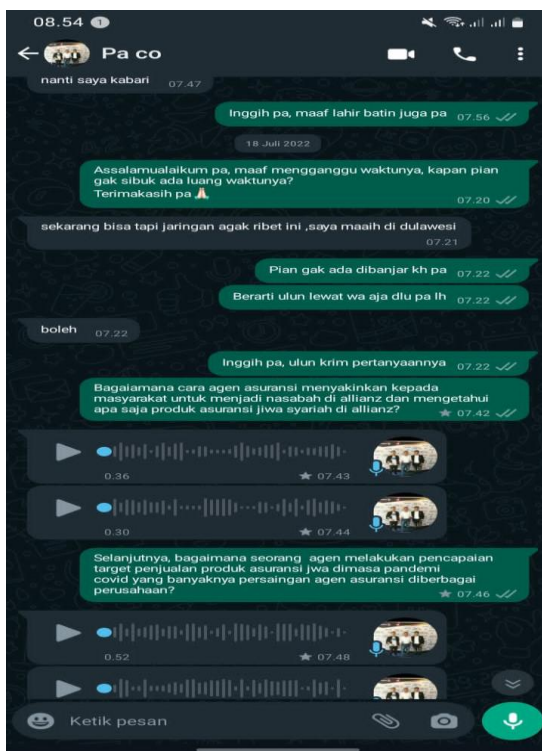 08.54 1
Pa co
nanti saya kabari 07.47
Inggih pa, maaf lahir batin juga pa 07.56
18 Juli 2022
Assalamualaikum pa, maaf mengganggu waktunya, kapan pian
gak sibuk ada luang waktunya?
Terimakasih pa 🙏🏻
07.20
sekarang bisa tapi jaringan agak ribet ini ,saya maaih di dulawesi
07.21
Pian gak ada dibanjar kh pa 07.22
Berarti ulun lewat wa aja dlu pa lh 07.22
boleh 07.22
Inggih pa, ulun krim pertanyaannya 07.22
Bagaiamana cara agen asuransi menyakinkan kepada
masyarakat untuk menjadi nasabah di allianz dan mengetahui
apa saja produk asuransi jiwa syariah di allianz?
07.42
0.36 07.43
0.30 07.44
Selanjutnya, bagaimana seorang agen melakukan pencapaian
target penjualan produk asuransi jwa dimasa pandemi
covid yang banyaknya persaingan agen asuransi diberbagai
perusahaan?
07.46
0.52 07.48
Ketik pesan